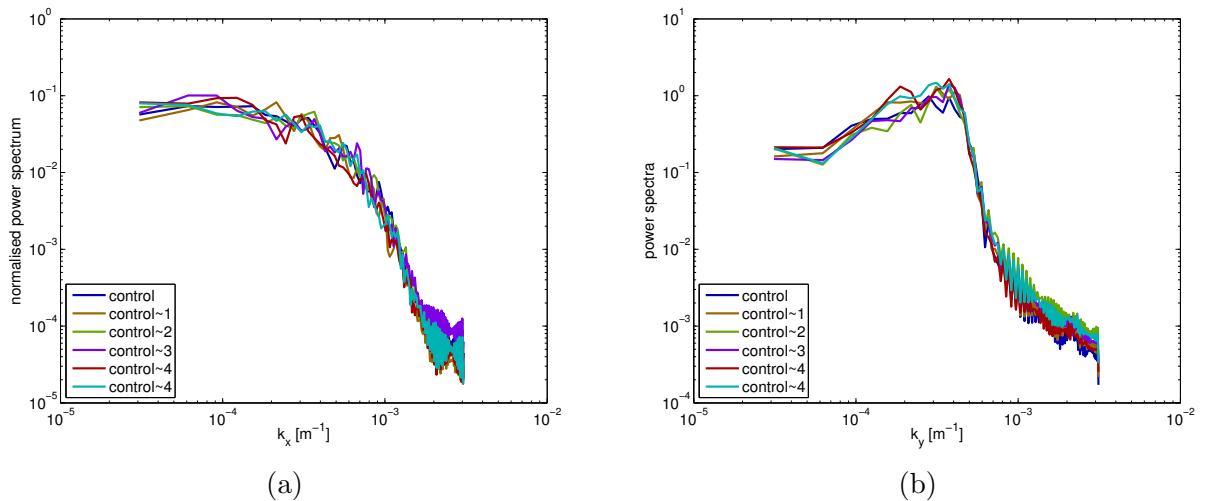 10^0
10^-1
10^-2
10^-3
10^-4
10^-5
10^-5
10^-4
10^-3
10^-2
normalised power spectrum
k_x [m^-1]
control
control~1
control~2
control~3
control~4
control~4
(a)
10^1
10^0
10^-1
10^-2
10^-3
10^-4
10^-5
10^-4
10^-3
10^-2
power spectra
k_y [m^-1]
control
control~1
control~2
control~3
control~4
control~4
(b)